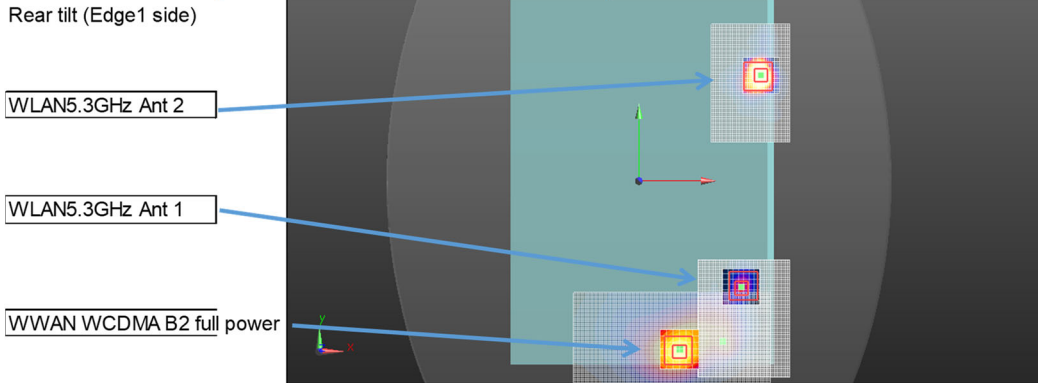 Rear tilt (Edge1 side)
WLAN5.3GHz Ant 2
WLAN5.3GHz Ant 1
WWAN WCDMA B2 full power
y
x